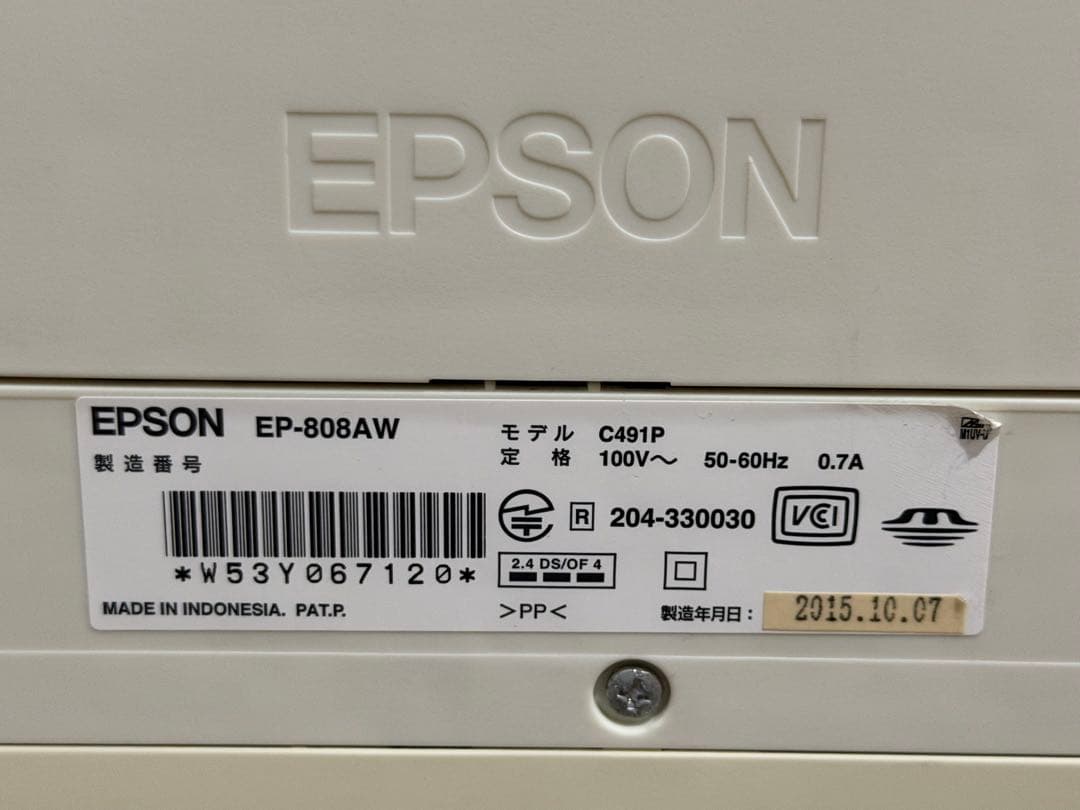 EPSON
EPSON EP-808AW
製造番号
*W53Y067120*
MADE IN INDONESIA. PAT.P.
モデル C491P
定格 100V～ 50-60Hz 0.7A
R 204-330030 VCI
2.4 DS/OF 4
>PP<
製造年月日： 2015.10.07